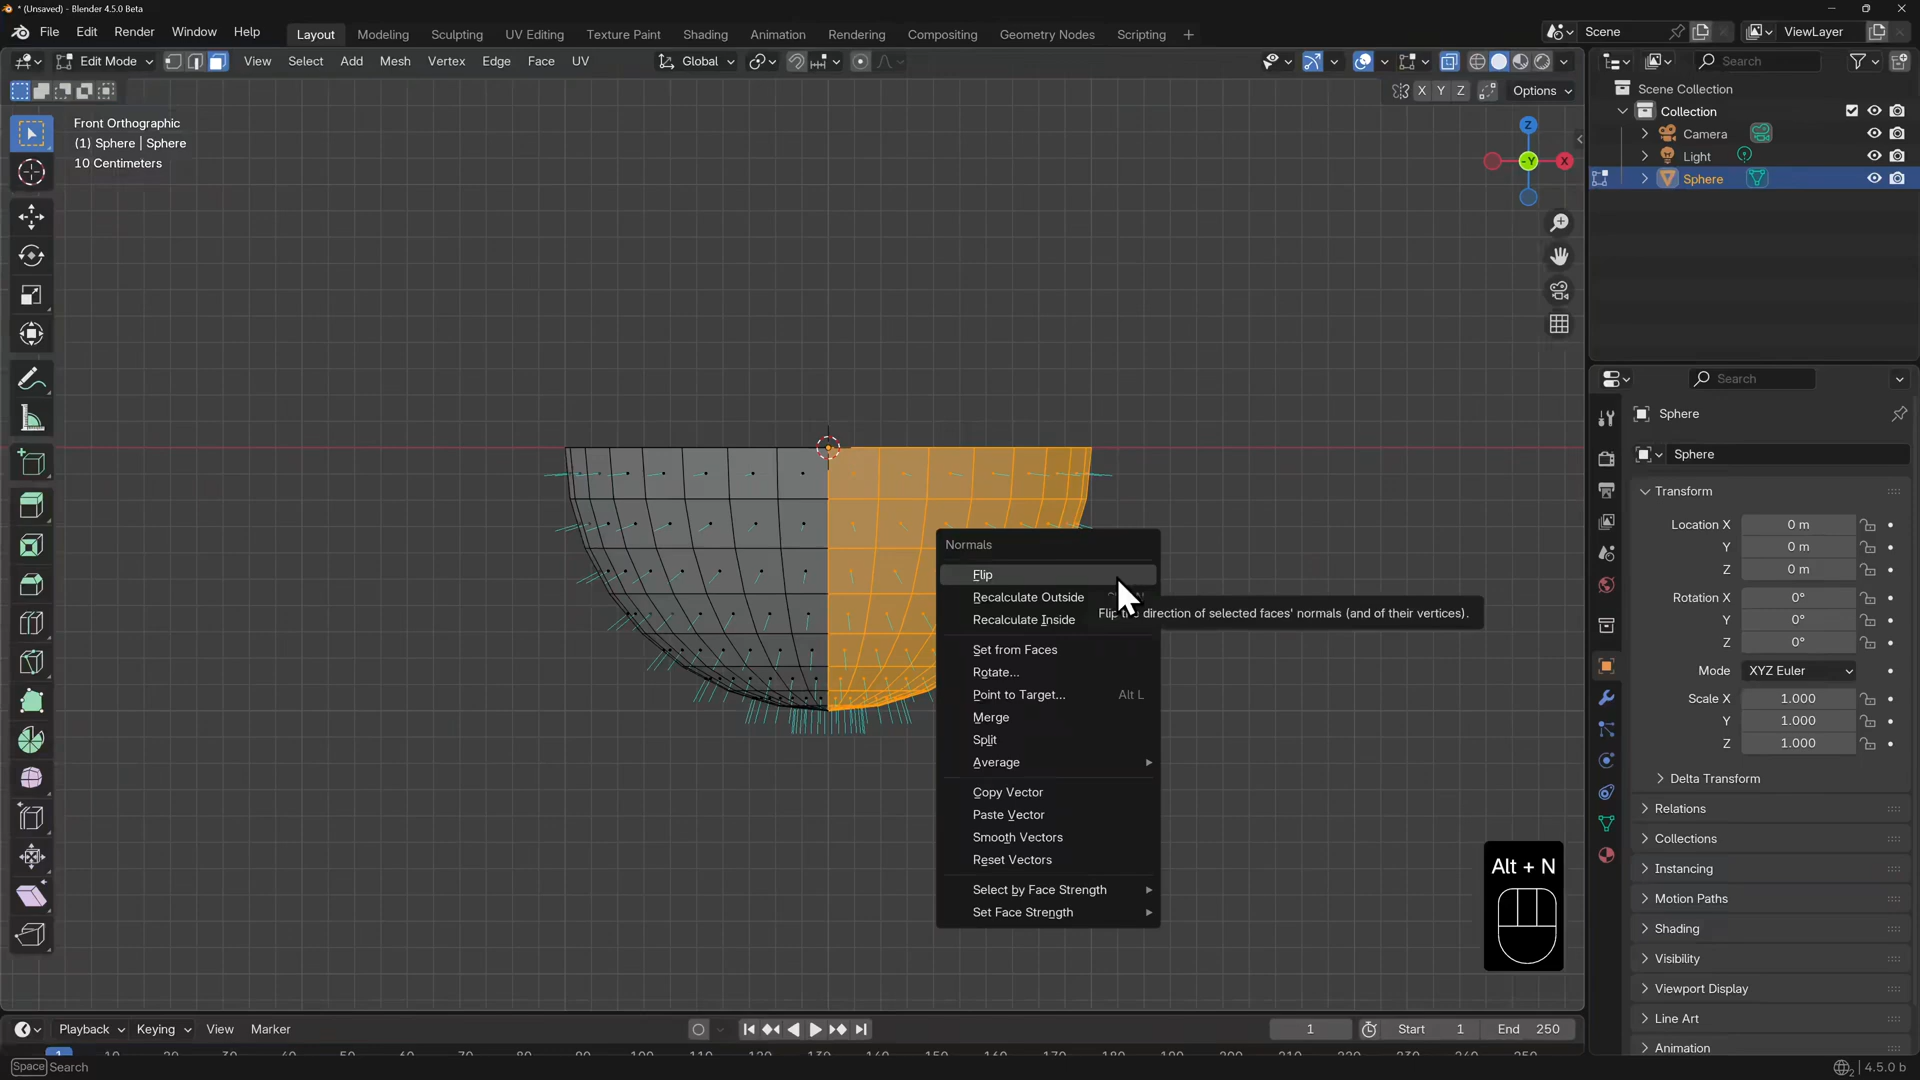 * (Unsaved) - Blender 4.5.0 Beta
File Edit Render Window Help
Layout Modeling Sculpting UV Editing Texture Paint Shading Animation Rendering Compositing Geometry Nodes Scripting +
Scene
ViewLayer
Edit Mode
View Select Add Mesh Vertex Edge Face UV
Global
X Y Z
Options
Front Orthographic
(1) Sphere | Sphere
10 Centimeters
Z
-Y
X
Search
Scene Collection
Collection
Camera
Light
Sphere
Search
Sphere
Sphere
Transform
Location X 0 m
Y 0 m
Z 0 m
Rotation X 0°
Y 0°
Z 0°
Mode XYZ Euler
Scale X 1.000
Y 1.000
Z 1.000
Delta Transform
Relations
Collections
Instancing
Motion Paths
Shading
Visibility
Viewport Display
Line Art
Animation
Normals
Flip
Recalculate Outside
Recalculate Inside
Set from Faces
Rotate...
Point to Target... Alt L
Merge
Split
Average
Copy Vector
Paste Vector
Smooth Vectors
Reset Vectors
Select by Face Strength
Set Face Strength
direction of selected faces' normals (and of their vertices).
Alt + N
Playback Keying View Marker
1
Start 1
End 250
1
Space Search
4.5.0 b